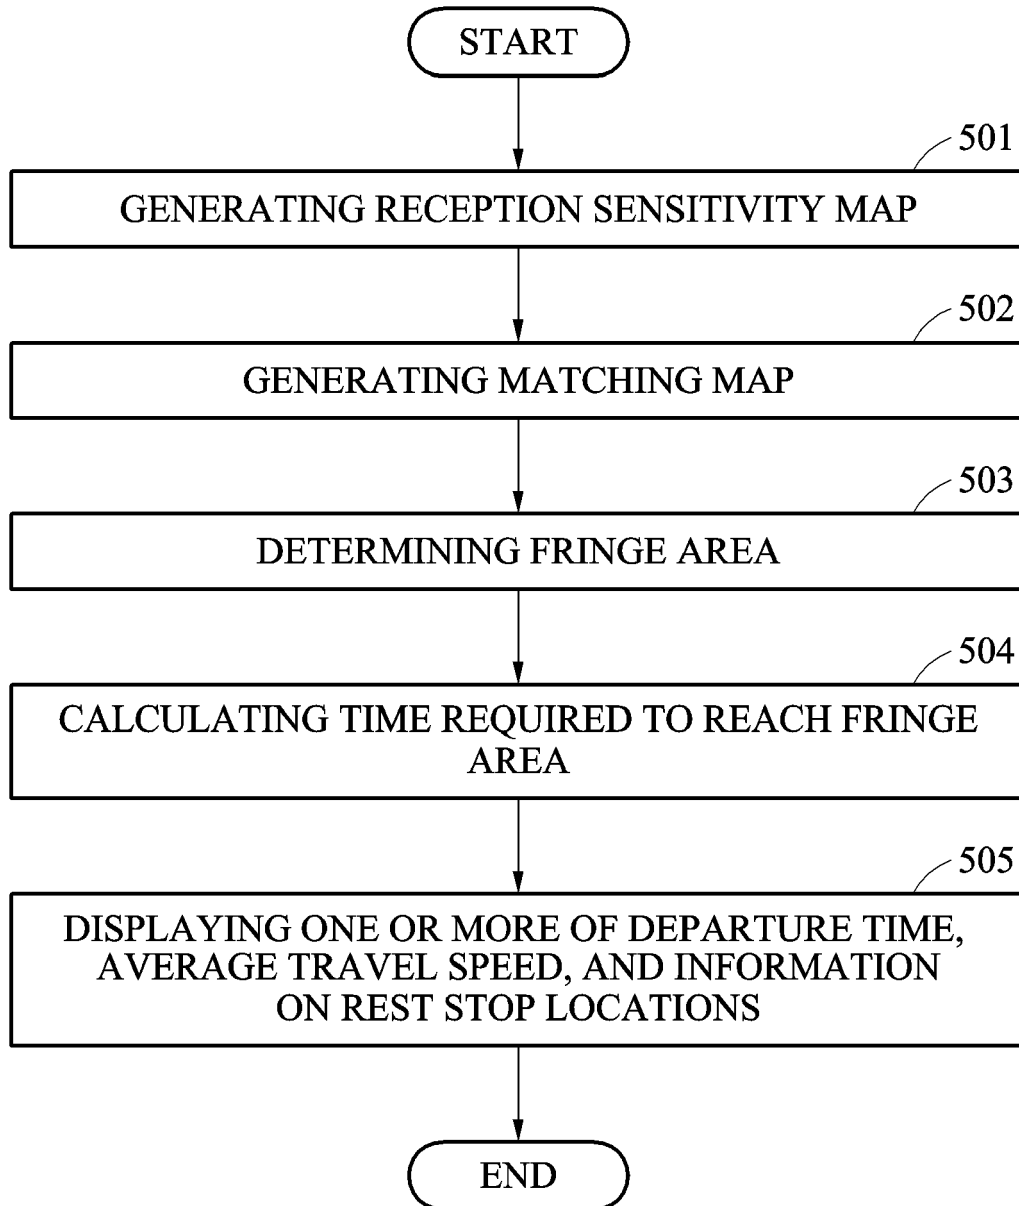 START
501
GENERATING RECEPTION SENSITIVITY MAP
502
GENERATING MATCHING MAP
503
DETERMINING FRINGE AREA
504
CALCULATING TIME REQUIRED TO REACH FRINGE
AREA
505
DISPLAYING ONE OR MORE OF DEPARTURE TIME,
AVERAGE TRAVEL SPEED, AND INFORMATION
ON REST STOP LOCATIONS
END